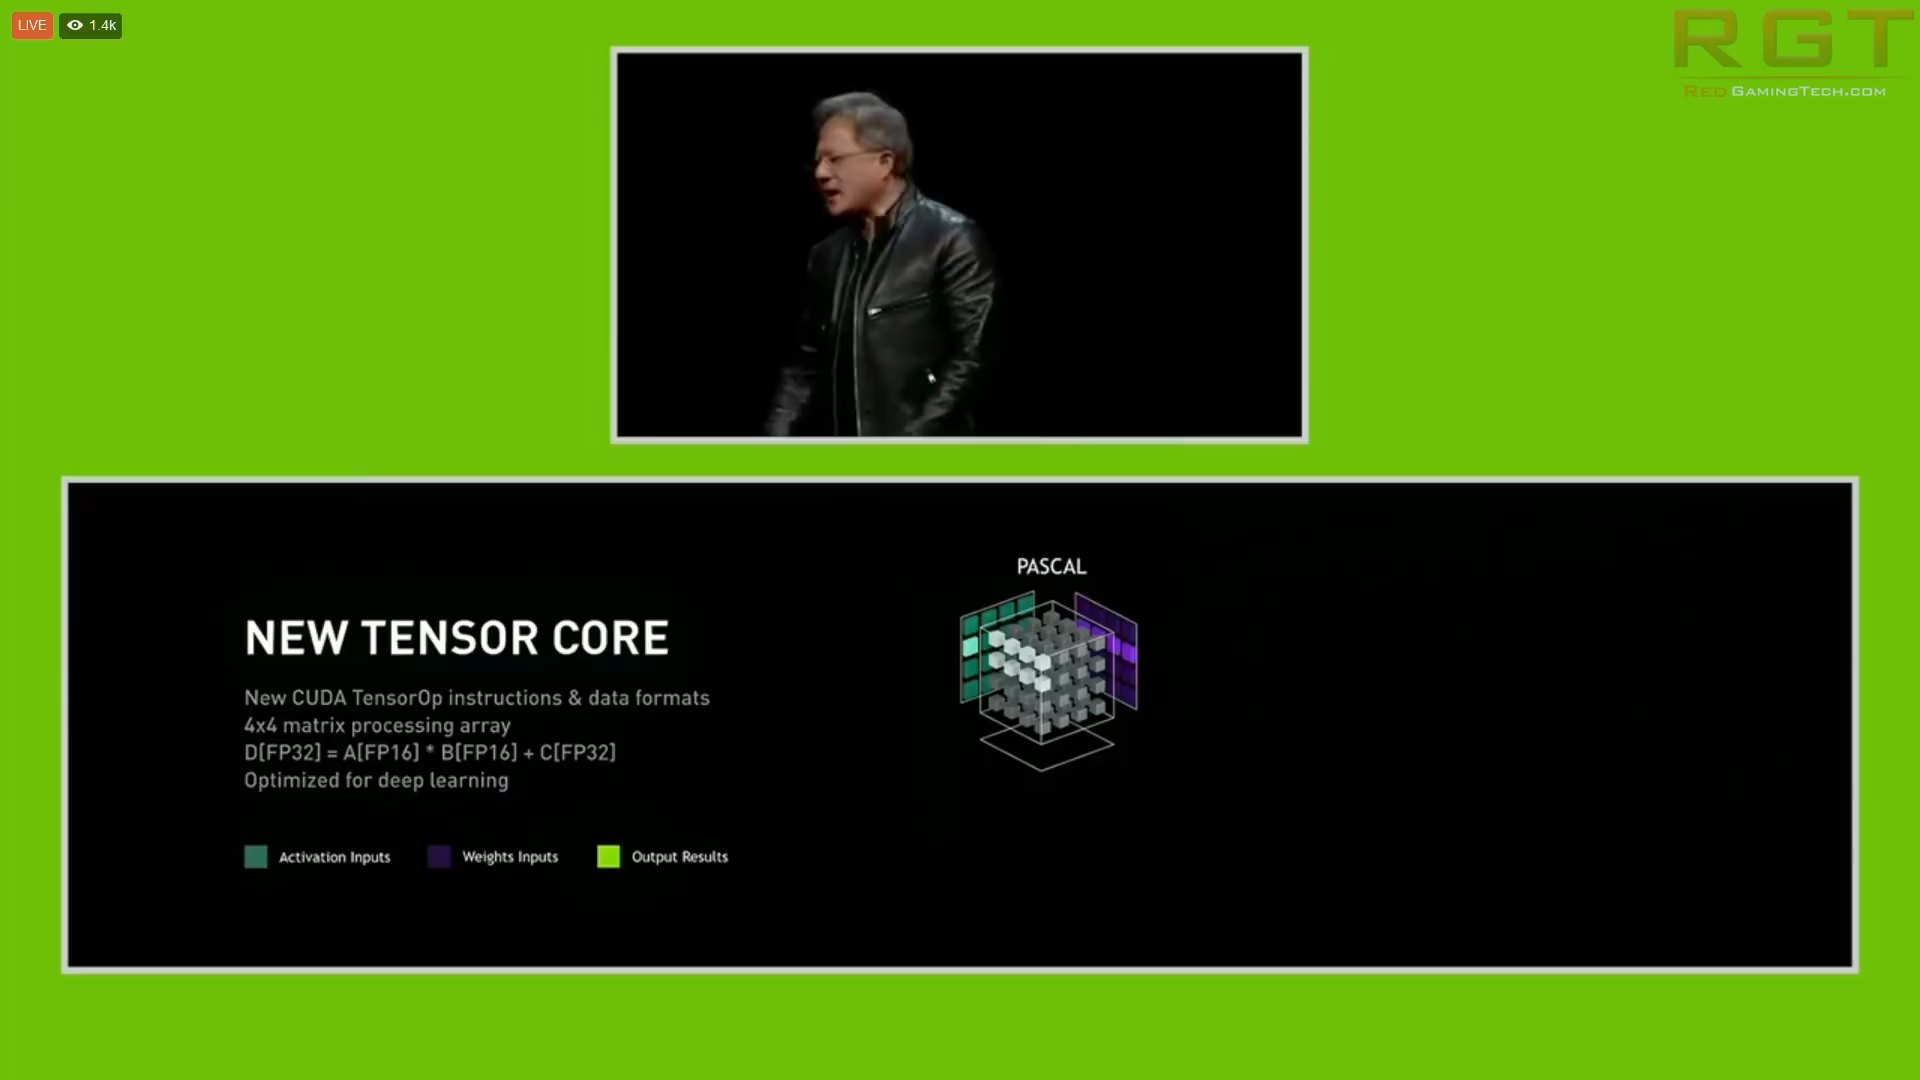 LIVE
1.4k
RGT
RED GAMINGTECH.COM
PASCAL
NEW TENSOR CORE
New CUDA TensorOp instructions & data formats
4x4 matrix processing array
D[FP32] = A[FP16] * B[FP16] + C[FP32]
Optimized for deep learning
Activation Inputs
Weights Inputs
Output Results